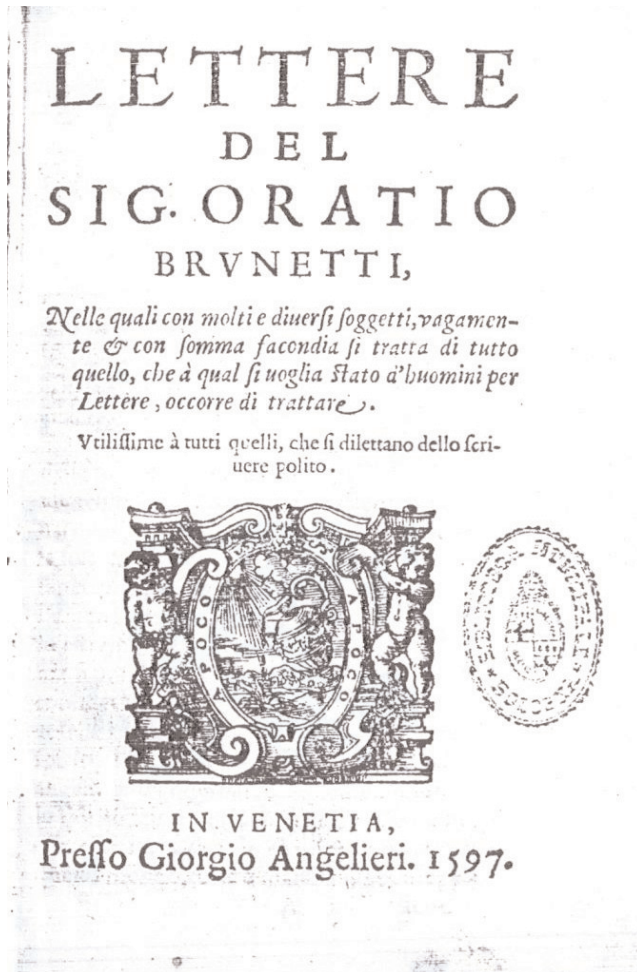 LETTERE
DEL
SIG. ORATIO
BRVNETTI,
Nelle quali con molti e diuersi soggetti, vagamen-
te & con somma facondia si tratta di tutto
quello, che à qual si uoglia stato d'huomini per
Lettere, occorre di trattare.
Vtilissime à tutti quelli, che si dilettano dello scri-
uere polito.
A POCO A POCO
IN VENETIA,
Presso Giorgio Angelieri. 1597.